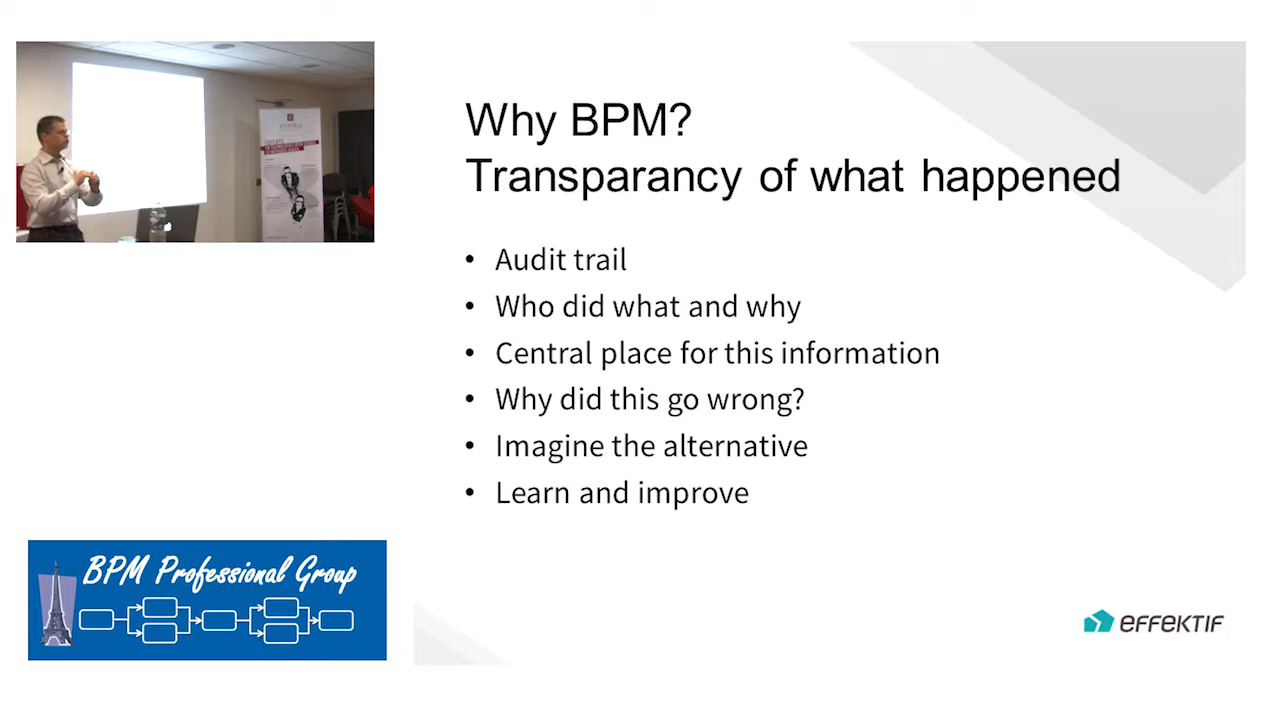 Why BPM?
Transparancy of what happened
• Audit trail
• Who did what and why
• Central place for this information
• Why did this go wrong?
• Imagine the alternative
• Learn and improve
BPM Professional Group
EFFEKTIF